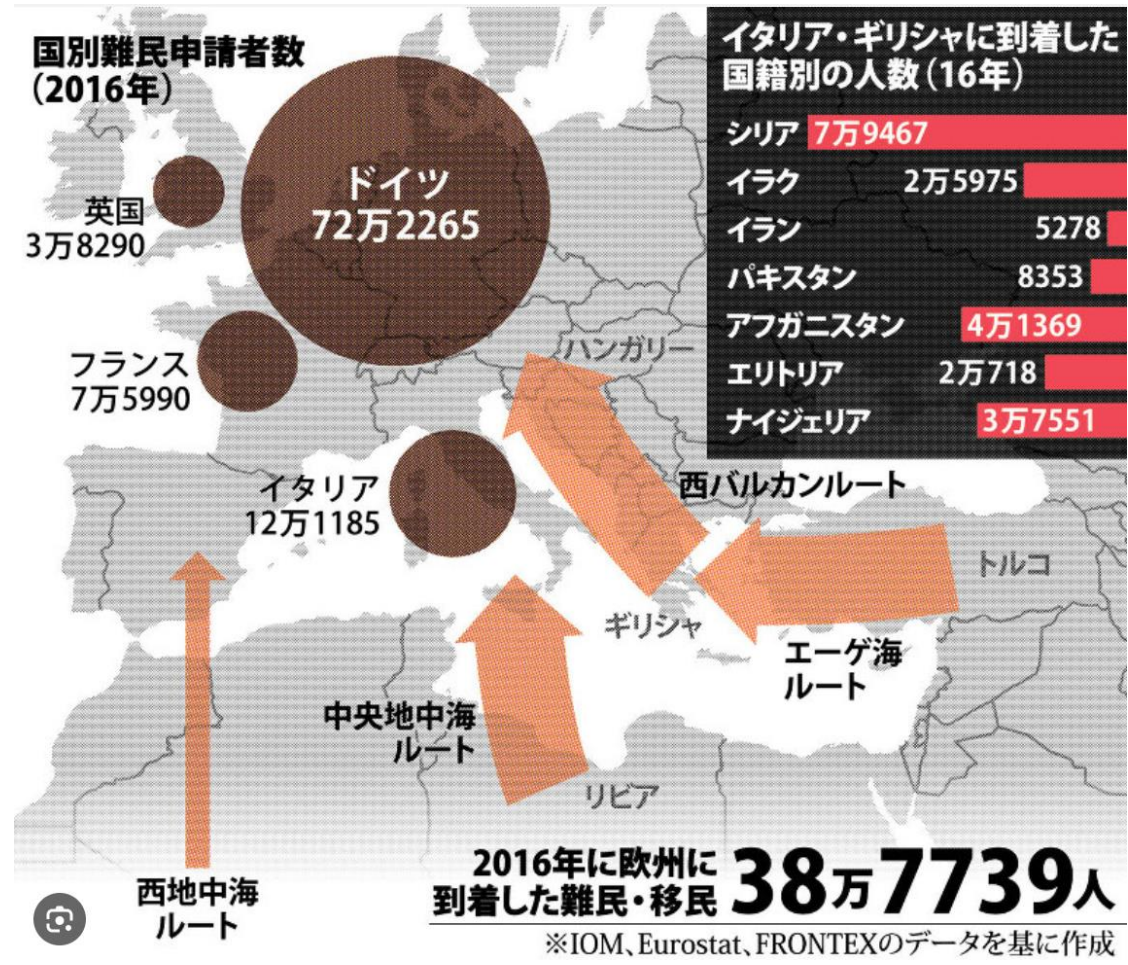 国別難民申請者数
(2016年)
イタリア・ギリシャに到着した
国籍別の人数(16年)
シリア 7万9467
イラク 2万5975
イラン 5278
パキスタン 8353
アフガニスタン 4万1369
エリトリア 2万718
ナイジェリア 3万7551
ドイツ
72万2265
英国
3万8290
フランス
7万5990
ハンガリー
イタリア
12万1185
西バルカンルート
トルコ
ギリシャ
エーゲ海
ルート
中央地中海
ルート
リビア
西地中海
ルート
2016年に欧州に
到着した難民・移民 38万7739人
※IOM、Eurostat、FRONTEXのデータを基に作成